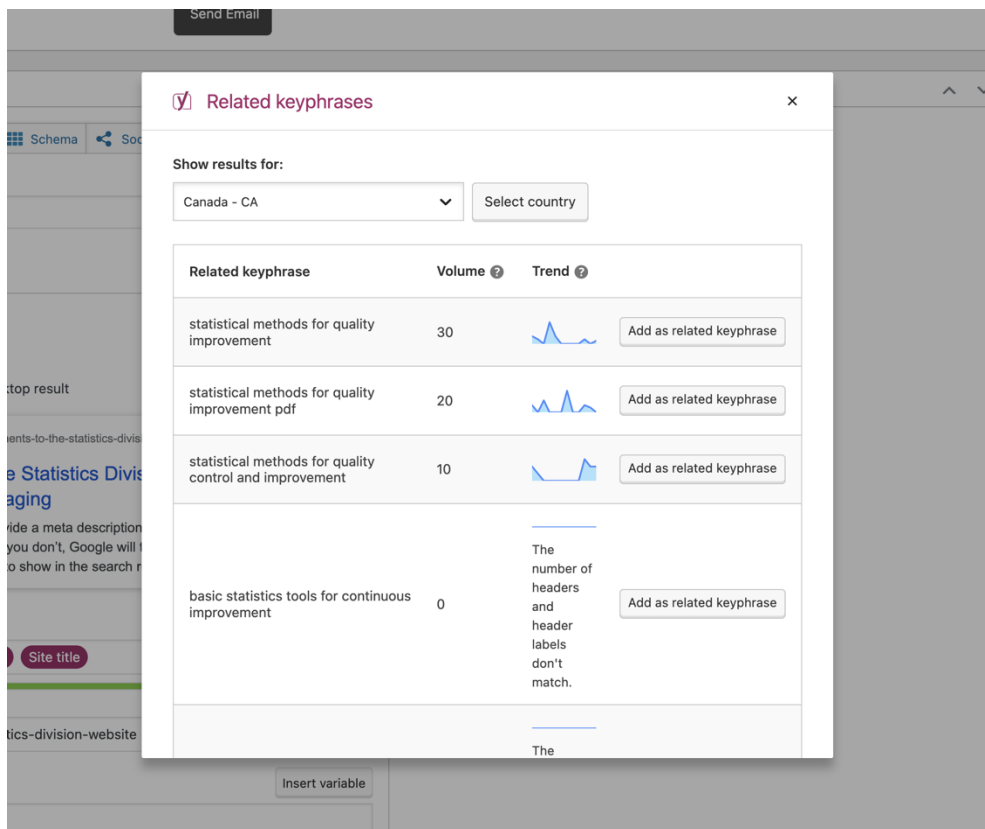 Send Email
Related keyphrases
×
Schema
Soc
Show results for:
Canada - CA
Select country
Related keyphrase Volume ? Trend ?
statistical methods for quality
improvement
30
Add as related keyphrase
statistical methods for quality
improvement pdf
20
Add as related keyphrase
statistical methods for quality
control and improvement
10
Add as related keyphrase
basic statistics tools for continuous
improvement
0
The
number of
headers
and
header
labels
don't
match.
Add as related keyphrase
The
ktop result
ments-to-the-statistics-divisi
e Statistics Divis
aging
vide a meta description
you don't, Google will t
to show in the search r
Site title
tics-division-website
Insert variable